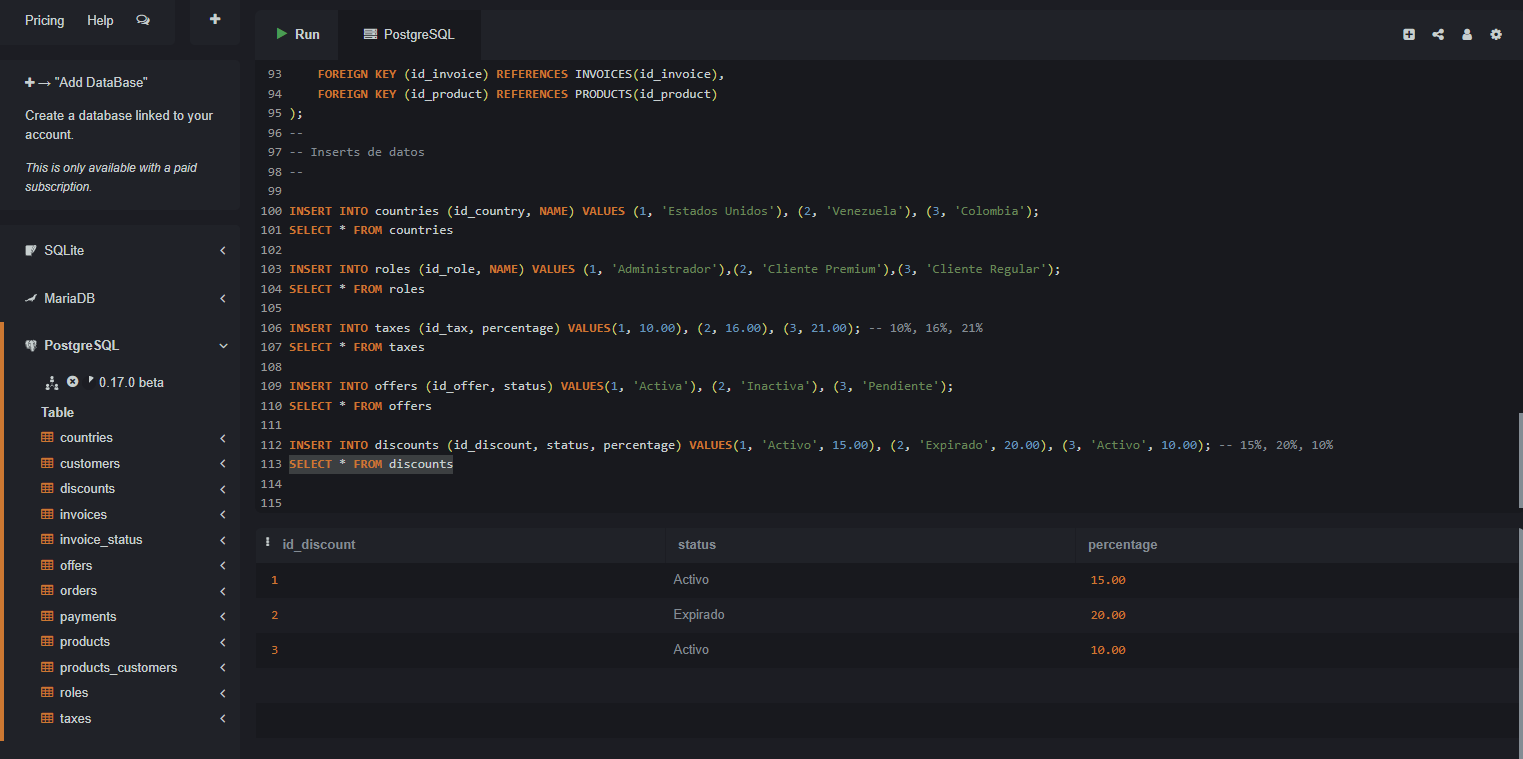 Pricing Help
+ → "Add DataBase"
Create a database linked to your
account.
This is only available with a paid
subscription.
SQLite
MariaDB
PostgreSQL
0.17.0 beta
Table
countries
customers
discounts
invoices
invoice_status
offers
orders
payments
products
products_customers
roles
taxes
Run PostgreSQL
93 FOREIGN KEY (id_invoice) REFERENCES INVOICES(id_invoice),
94 FOREIGN KEY (id_product) REFERENCES PRODUCTS(id_product)
95 );
96 --
97 -- Inserts de datos
98 --
99
100 INSERT INTO countries (id_country, NAME) VALUES (1, 'Estados Unidos'), (2, 'Venezuela'), (3, 'Colombia');
101 SELECT * FROM countries
102
103 INSERT INTO roles (id_role, NAME) VALUES (1, 'Administrador'),(2, 'Cliente Premium'),(3, 'Cliente Regular');
104 SELECT * FROM roles
105
106 INSERT INTO taxes (id_tax, percentage) VALUES(1, 10.00), (2, 16.00), (3, 21.00); -- 10%, 16%, 21%
107 SELECT * FROM taxes
108
109 INSERT INTO offers (id_offer, status) VALUES(1, 'Activa'), (2, 'Inactiva'), (3, 'Pendiente');
110 SELECT * FROM offers
111
112 INSERT INTO discounts (id_discount, status, percentage) VALUES(1, 'Activo', 15.00), (2, 'Expirado', 20.00), (3, 'Activo', 10.00); -- 15%, 20%, 10%
113 SELECT * FROM discounts
114
115
id_discount status percentage
1 Activo 15.00
2 Expirado 20.00
3 Activo 10.00